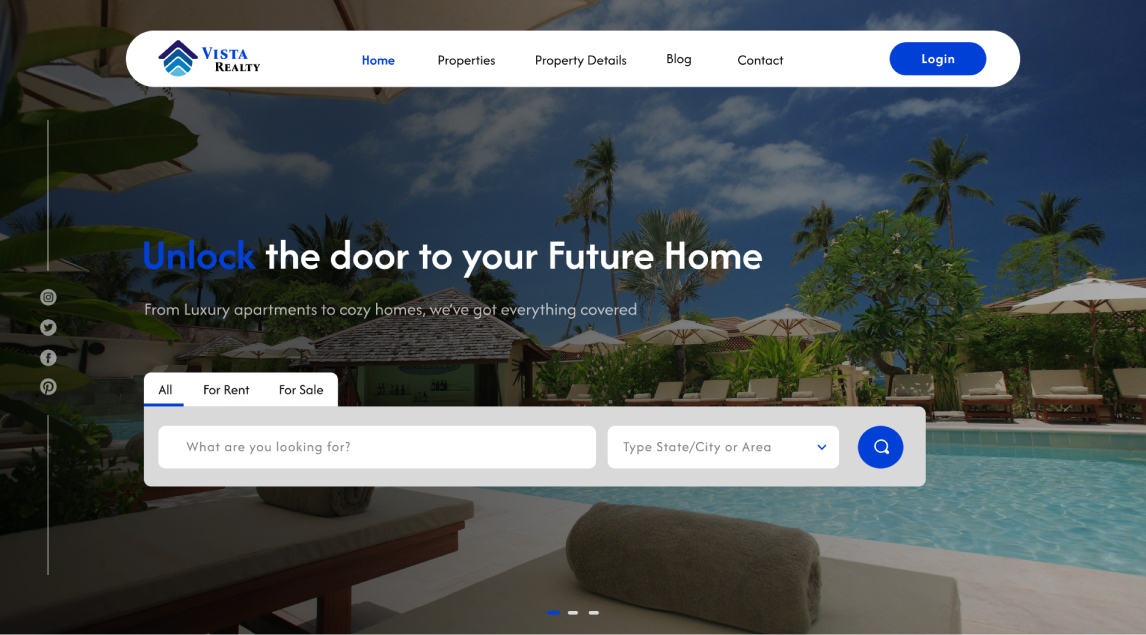 VISTA
REALTY
Home
Properties
Property Details
Blog
Contact
Login
Unlock the door to your Future Home
From Luxury apartments to cozy homes, we've got everything covered
All
For Rent
For Sale
What are you looking for?
Type State/City or Area